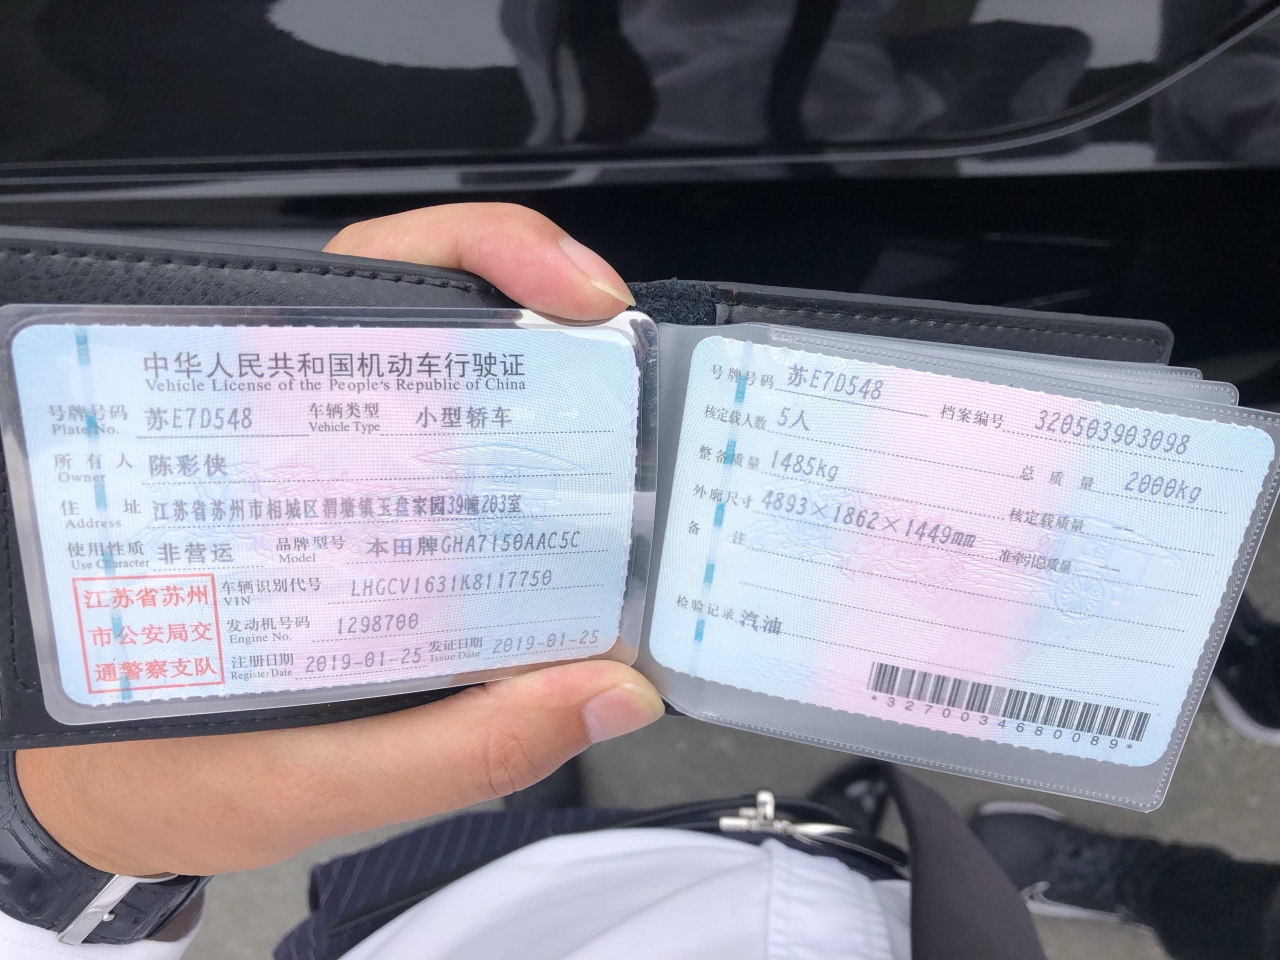 中华人民共和国机动车行驶证
Vehicle License of the People's Republic of China
号牌号码 苏E7D548 车辆类型 小型轿车
Plate No. Vehicle Type
所有人 陈彩侠
Owner
住址 江苏省苏州市相城区渭塘镇玉盘家园39幢203室
Address
使用性质 非营运 品牌型号 本田牌GHA7150AAC5C
Use Character Model
江苏省苏州
市公安局交
通警察支队
车辆识别代号 LHGCV1631K8117750
VIN
发动机号码 1298700
Engine No.
注册日期 2019-01-25 发证日期 2019-01-25
Register Date Issue Date
号牌号码 苏E7D548 档案编号 320503903098
核定载人数 5人 总质量 2000kg
整备质量 1485kg 核定载质量 —
外廓尺寸 4893×1862×1449mm 准牵引总质量 —
备注
检验记录 汽油
*3270034680089*